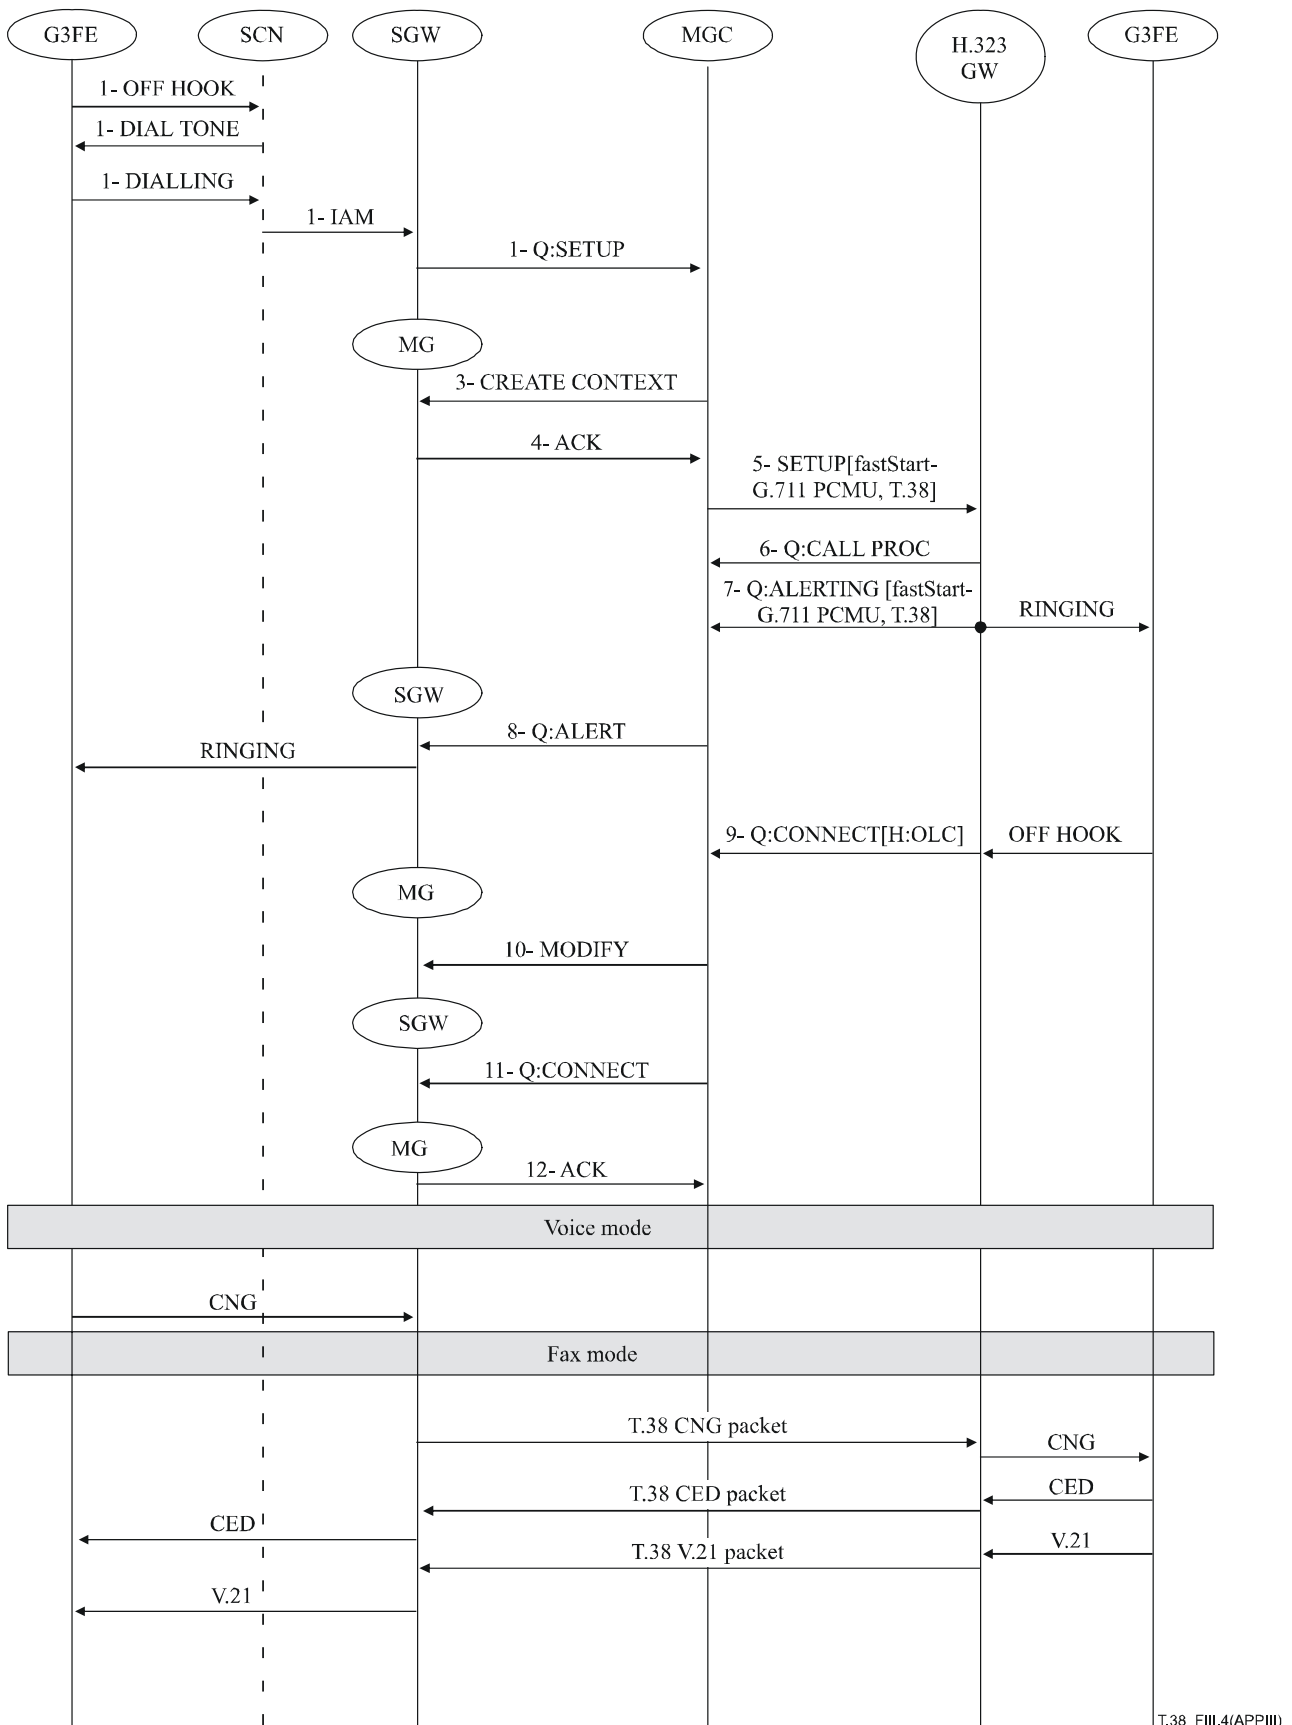 G3FE
SCN
SGW
MGC
H.323
GW
G3FE
1- OFF HOOK
1- DIAL TONE
1- DIALLING
1- IAM
1- Q:SETUP
MG
3- CREATE CONTEXT
4- ACK
5- SETUP[fastStart-
G.711 PCMU, T.38]
6- Q:CALL PROC
7- Q:ALERTING [fastStart-
G.711 PCMU, T.38]
RINGING
SGW
8- Q:ALERT
RINGING
9- Q:CONNECT[H:OLC]
OFF HOOK
MG
10- MODIFY
SGW
11- Q:CONNECT
MG
12- ACK
Voice mode
CNG
Fax mode
T.38 CNG packet
CNG
CED
T.38 CED packet
CED
V.21
T.38 V.21 packet
V.21
T.38_FIII.4(APPIII)